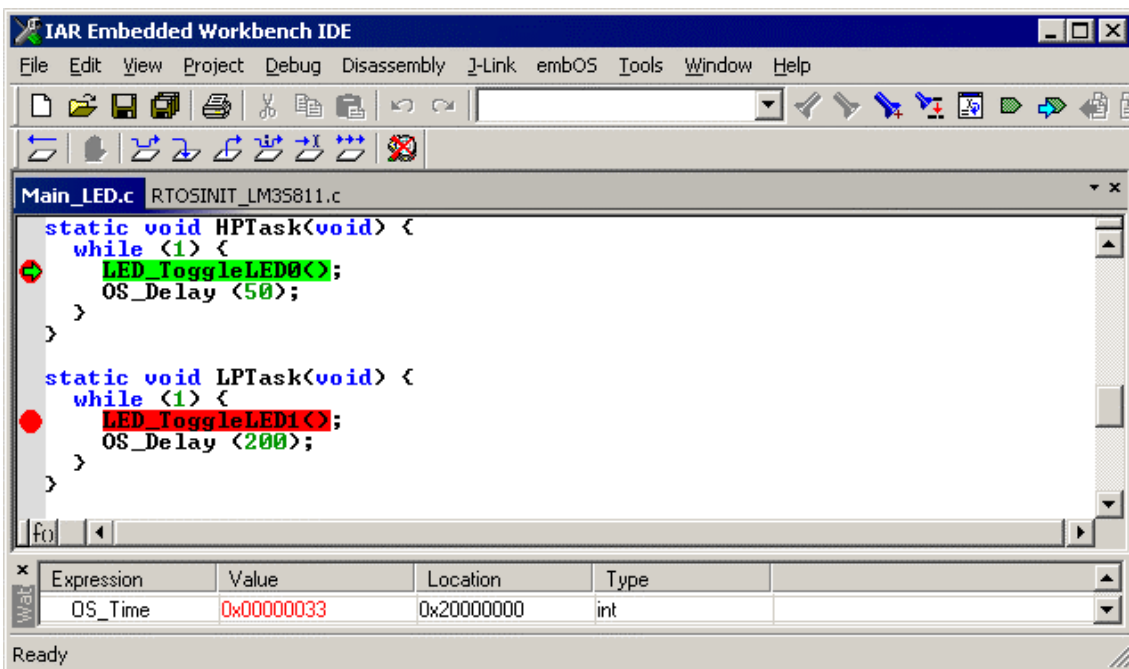 IAR Embedded Workbench IDE
File Edit View Project Debug Disassembly J-Link embOS Tools Window Help
Main_LED.c RTOSINIT_LM3S811.c
static void HPTask(void) {
while (1) {
LED_ToggleLED0();
OS_Delay (50);
}
}
static void LPTask(void) {
while (1) {
LED_ToggleLED1();
OS_Delay (200);
}
}
fo
Expression Value Location Type
Wat
OS_Time 0x00000033 0x20000000 int
Ready